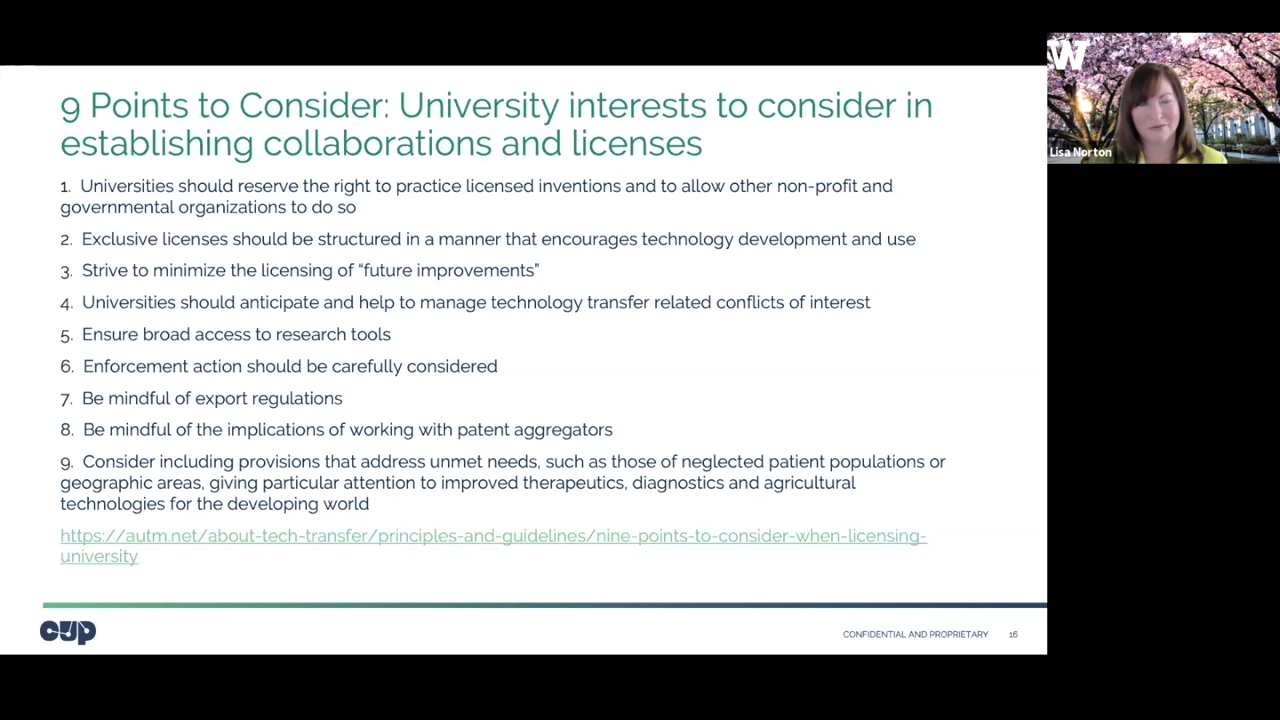 9 Points to Consider: University interests to consider in
establishing collaborations and licenses
1. Universities should reserve the right to practice licensed inventions and to allow other non-profit and
governmental organizations to do so
2. Exclusive licenses should be structured in a manner that encourages technology development and use
3. Strive to minimize the licensing of “future improvements”
4. Universities should anticipate and help to manage technology transfer related conflicts of interest
5. Ensure broad access to research tools
6. Enforcement action should be carefully considered
7. Be mindful of export regulations
8. Be mindful of the implications of working with patent aggregators
9. Consider including provisions that address unmet needs, such as those of neglected patient populations or
geographic areas, giving particular attention to improved therapeutics, diagnostics and agricultural
technologies for the developing world
https://autm.net/about-tech-transfer/principles-and-guidelines/nine-points-to-consider-when-licensing-
university
CUP
CONFIDENTIAL AND PROPRIETARY 16
W
Lisa Norton